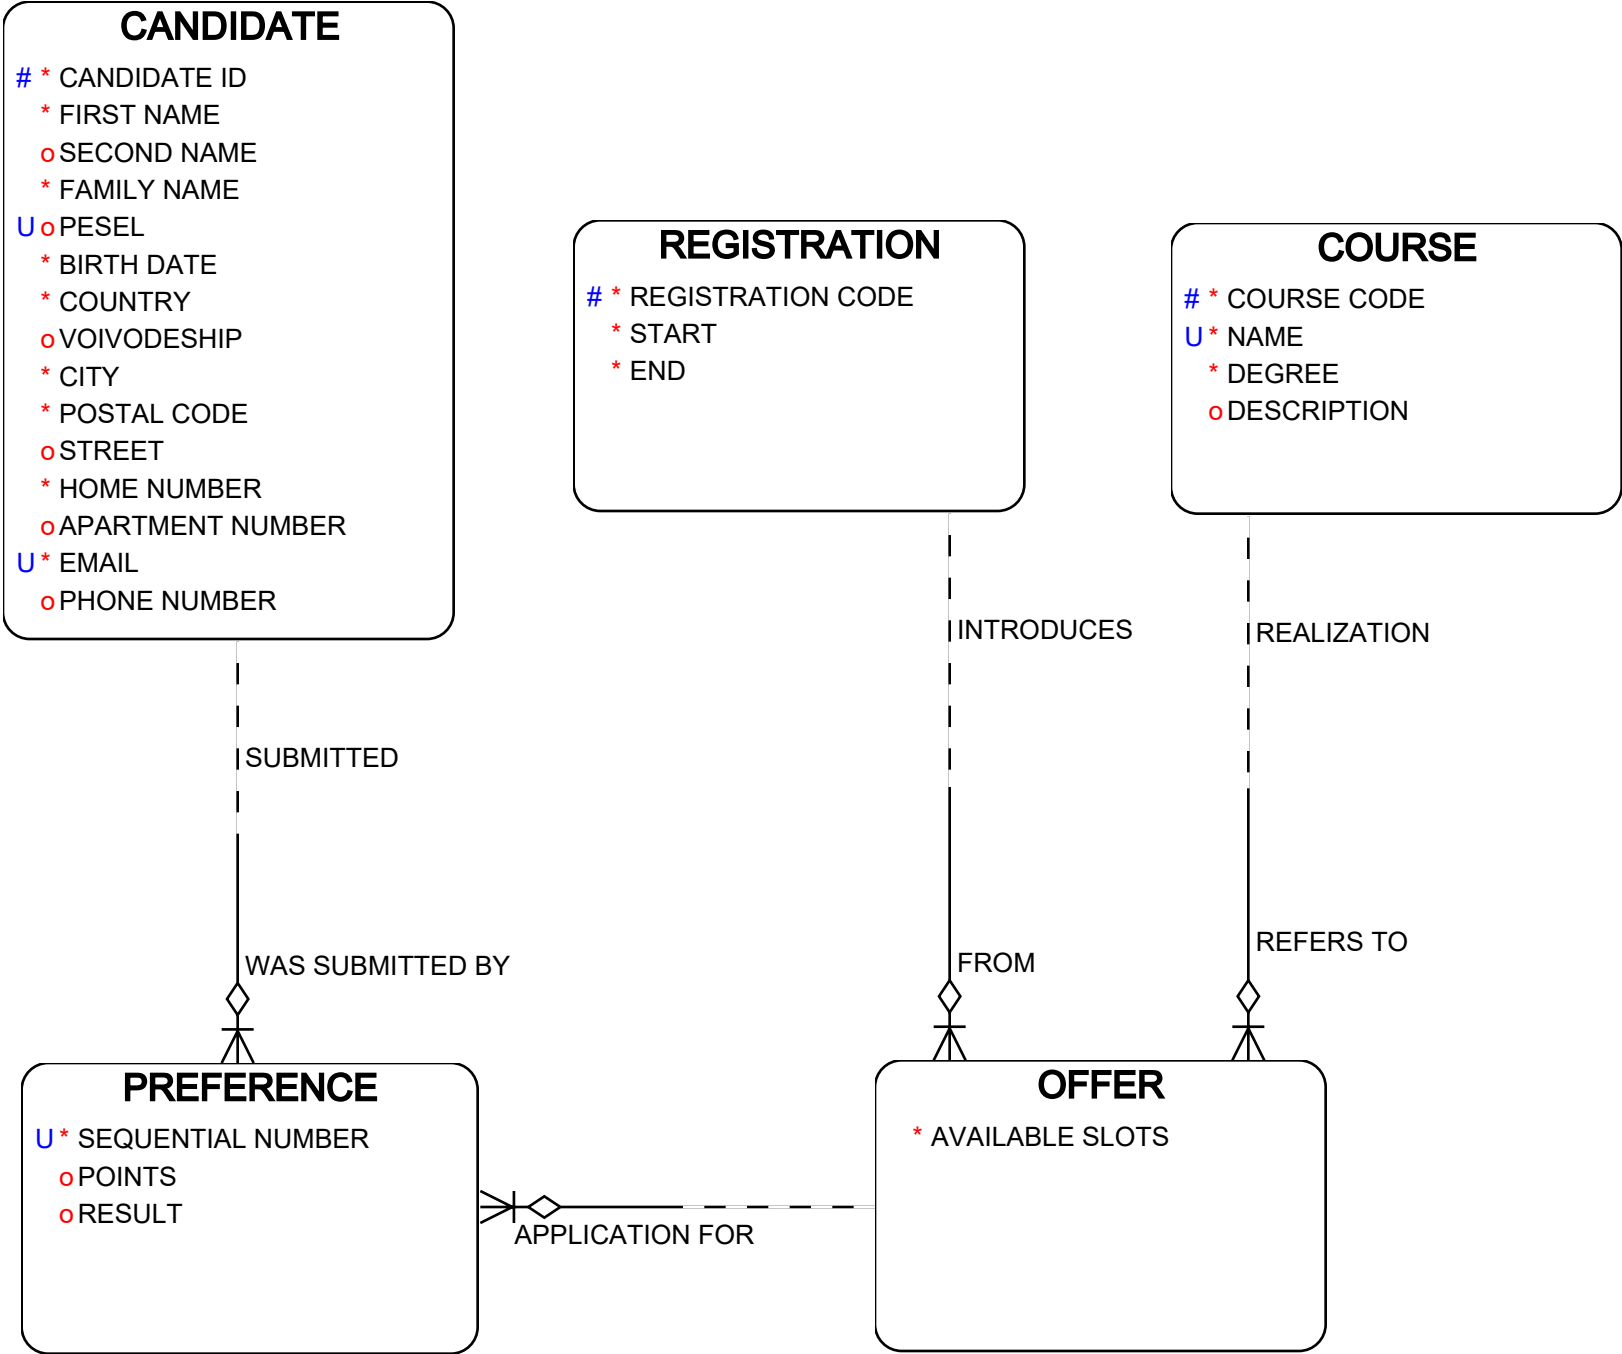 CANDIDATE
# * CANDIDATE ID
* FIRST NAME
o SECOND NAME
* FAMILY NAME
U o PESEL
* BIRTH DATE
* COUNTRY
o VOIVODESHIP
* CITY
* POSTAL CODE
o STREET
* HOME NUMBER
o APARTMENT NUMBER
U * EMAIL
o PHONE NUMBER
REGISTRATION
# * REGISTRATION CODE
* START
* END
COURSE
# * COURSE CODE
U * NAME
* DEGREE
o DESCRIPTION
SUBMITTED
WAS SUBMITTED BY
INTRODUCES
FROM
REALIZATION
REFERS TO
PREFERENCE
U * SEQUENTIAL NUMBER
o POINTS
o RESULT
APPLICATION FOR
OFFER
* AVAILABLE SLOTS